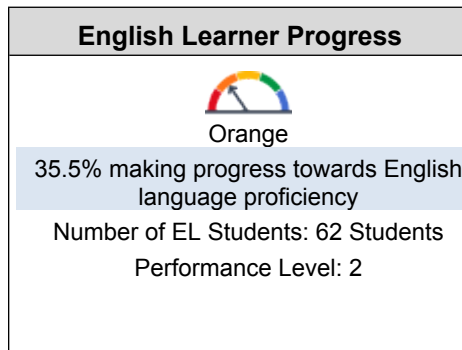 English Learner Progress
Orange
35.5% making progress towards English
language proficiency
Number of EL Students: 62 Students
Performance Level: 2